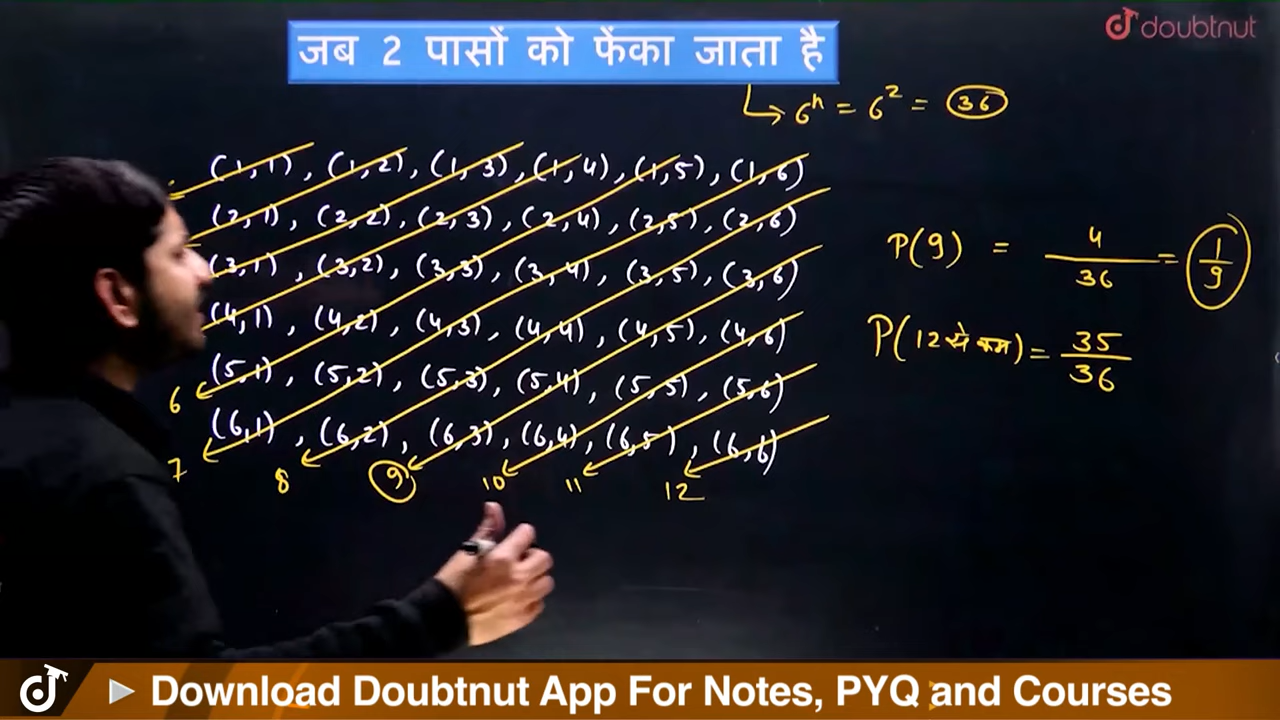 जब 2 पासों को फेंका जाता है
doubtnut
6ⁿ = 6² = 36
(1,1), (1,2), (1,3), (1,4), (1,5), (1,6)
(2,1), (2,2), (2,3), (2,4), (2,5), (2,6)
(3,1), (3,2), (3,3), (3,4), (3,5), (3,6)
(4,1), (4,2), (4,3), (4,4), (4,5), (4,6)
(5,1), (5,2), (5,3), (5,4), (5,5), (5,6)
(6,1), (6,2), (6,3), (6,4), (6,5), (6,6)
6
7 8 9 10 11 12
P(9) = 4/36 = 1/9
P(12 से कम) = 35/36
Download Doubtnut App For Notes, PYQ and Courses